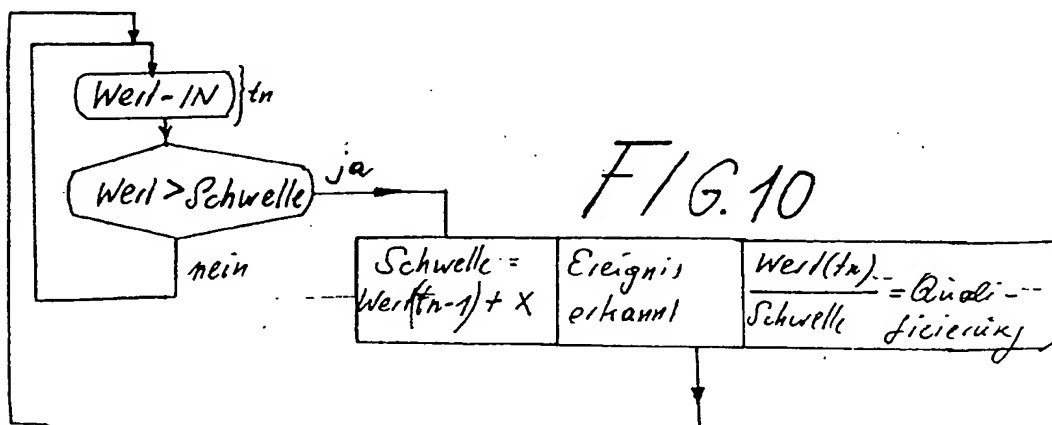 Wert-IN } tn
Wert > Schwelle
ja
nein
FIG. 10
Schwelle =
Wert(tn-1) + X
Ereignis
erkannt
Wert(tn)
Schwelle
= Quali-
fizierung